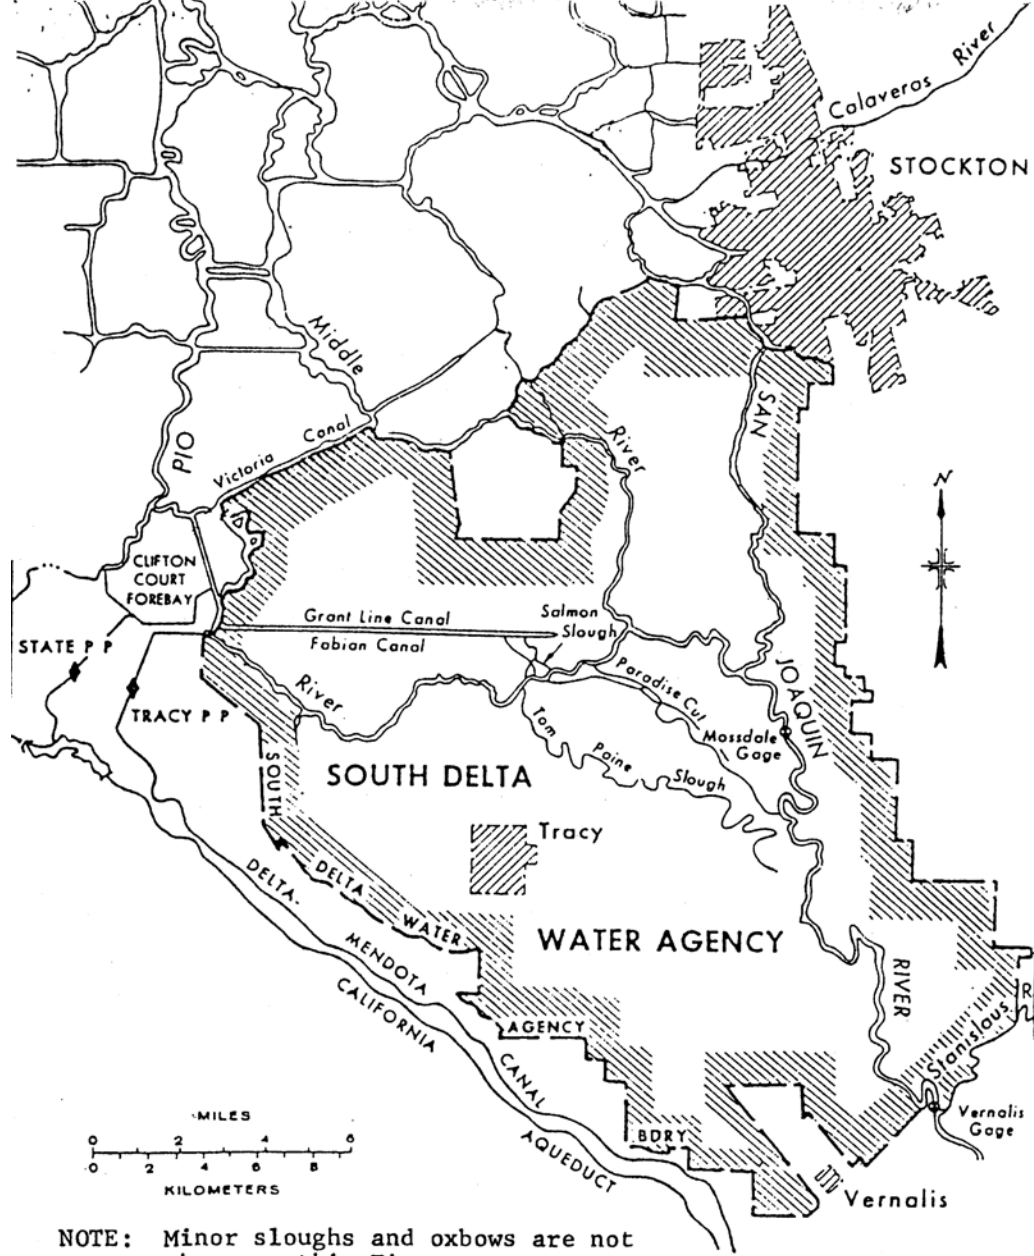 Calaveras River
STOCKTON
Middle
River
PIO
Victoria Canal
SAN
JOAQUIN
RIVER
N
CLIFTON
COURT
FOREBAY
STATE P P
TRACY P P
Grant Line Canal
Fabian Canal
Salmon
Slough
River
Paradise Cut
Mossdale
Gage
Tom Paine Slough
SOUTH DELTA
Tracy
WATER AGENCY
SOUTH DELTA WATER AGENCY BDRY
DELTA-MENDOTA CANAL
CALIFORNIA AQUEDUCT
Stanislaus
R
Vernalis
Gage
Vernalis
MILES
0 2 4 6
0 2 4 6 8
KILOMETERS
NOTE: Minor sloughs and oxbows are not